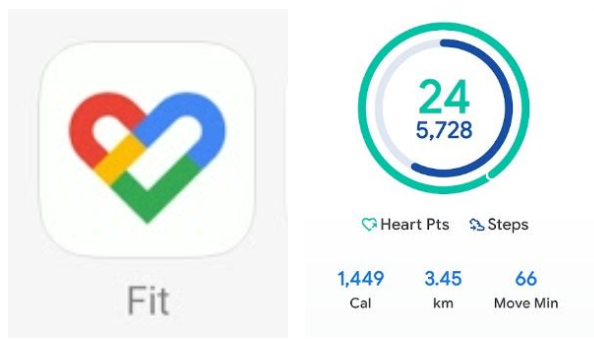 Fit
24
5,728
Heart Pts Steps
1,449 3.45 66
Cal km Move Min